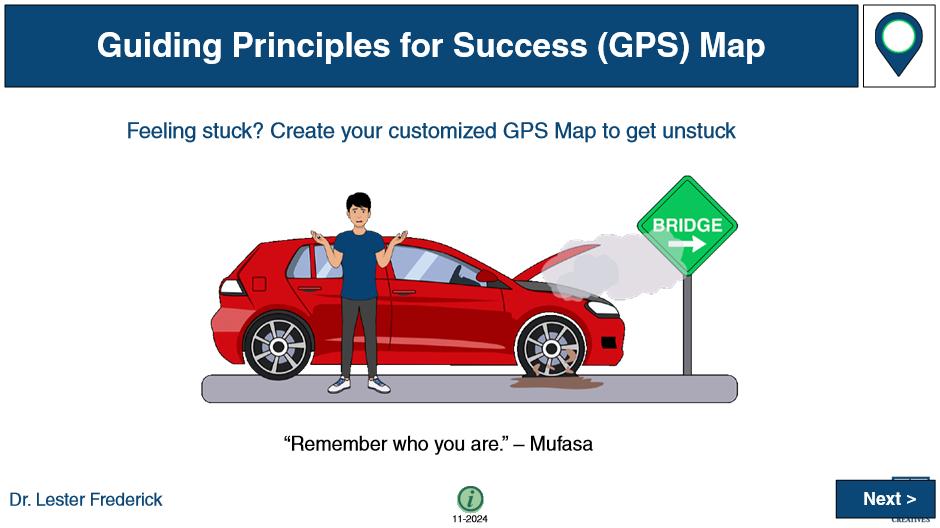 Guiding Principles for Success (GPS) Map
Feeling stuck? Create your customized GPS Map to get unstuck
BRIDGE
“Remember who you are.” – Mufasa
Dr. Lester Frederick
i
11-2024
Next >
CREATIVES